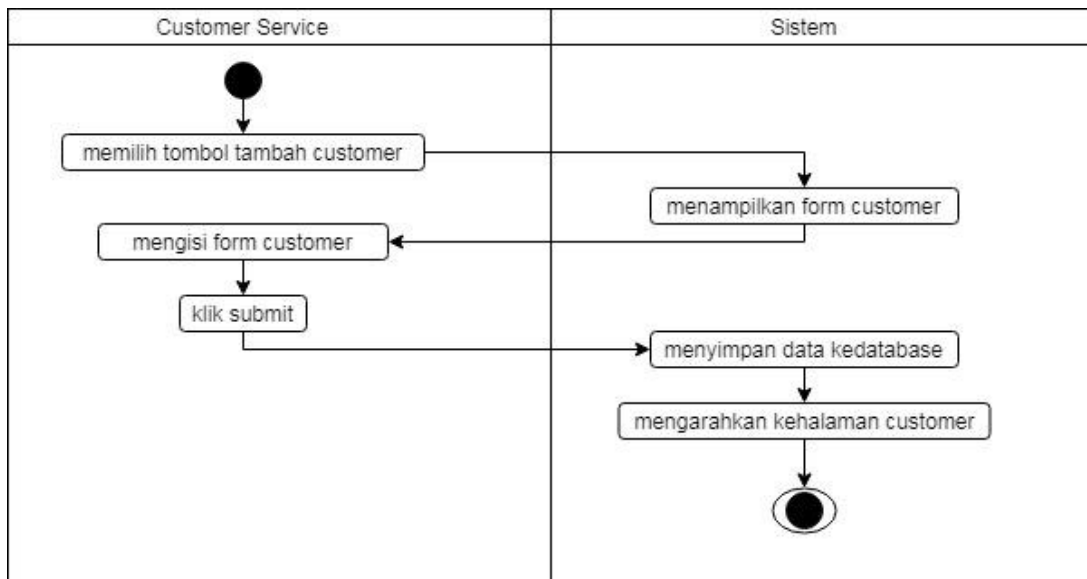 Customer Service
Sistem
memilih tombol tambah customer
menampilkan form customer
mengisi form customer
klik submit
menyimpan data kedatabase
mengarahkan kehalaman customer